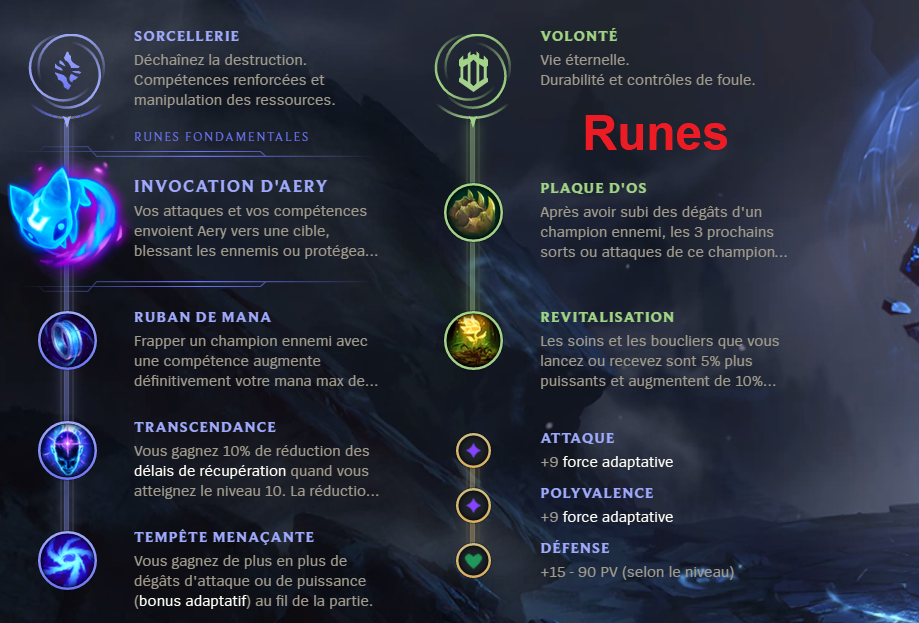 SORCELLERIE
Déchaînez la destruction.
Compétences renforcées et
manipulation des ressources.
RUNES FONDAMENTALES
INVOCATION D'AERY
Vos attaques et vos compétences
envoient Aery vers une cible,
blessant les ennemis ou protégea...
RUBAN DE MANA
Frapper un champion ennemi avec
une compétence augmente
définitivement votre mana max de...
TRANSCENDANCE
Vous gagnez 10% de réduction des
délais de récupération quand vous
atteignez le niveau 10. La réductio...
TEMPÊTE MENAÇANTE
Vous gagnez de plus en plus de
dégâts d'attaque ou de puissance
(bonus adaptatif) au fil de la partie.
VOLONTÉ
Vie éternelle.
Durabilité et contrôles de foule.
Runes
PLAQUE D'OS
Après avoir subi des dégâts d'un
champion ennemi, les 3 prochains
sorts ou attaques de ce champion...
REVITALISATION
Les soins et les boucliers que vous
lancez ou recevez sont 5% plus
puissants et augmentent de 10%...
ATTAQUE
+9 force adaptative
POLYVALENCE
+9 force adaptative
DÉFENSE
+15 - 90 PV (selon le niveau)